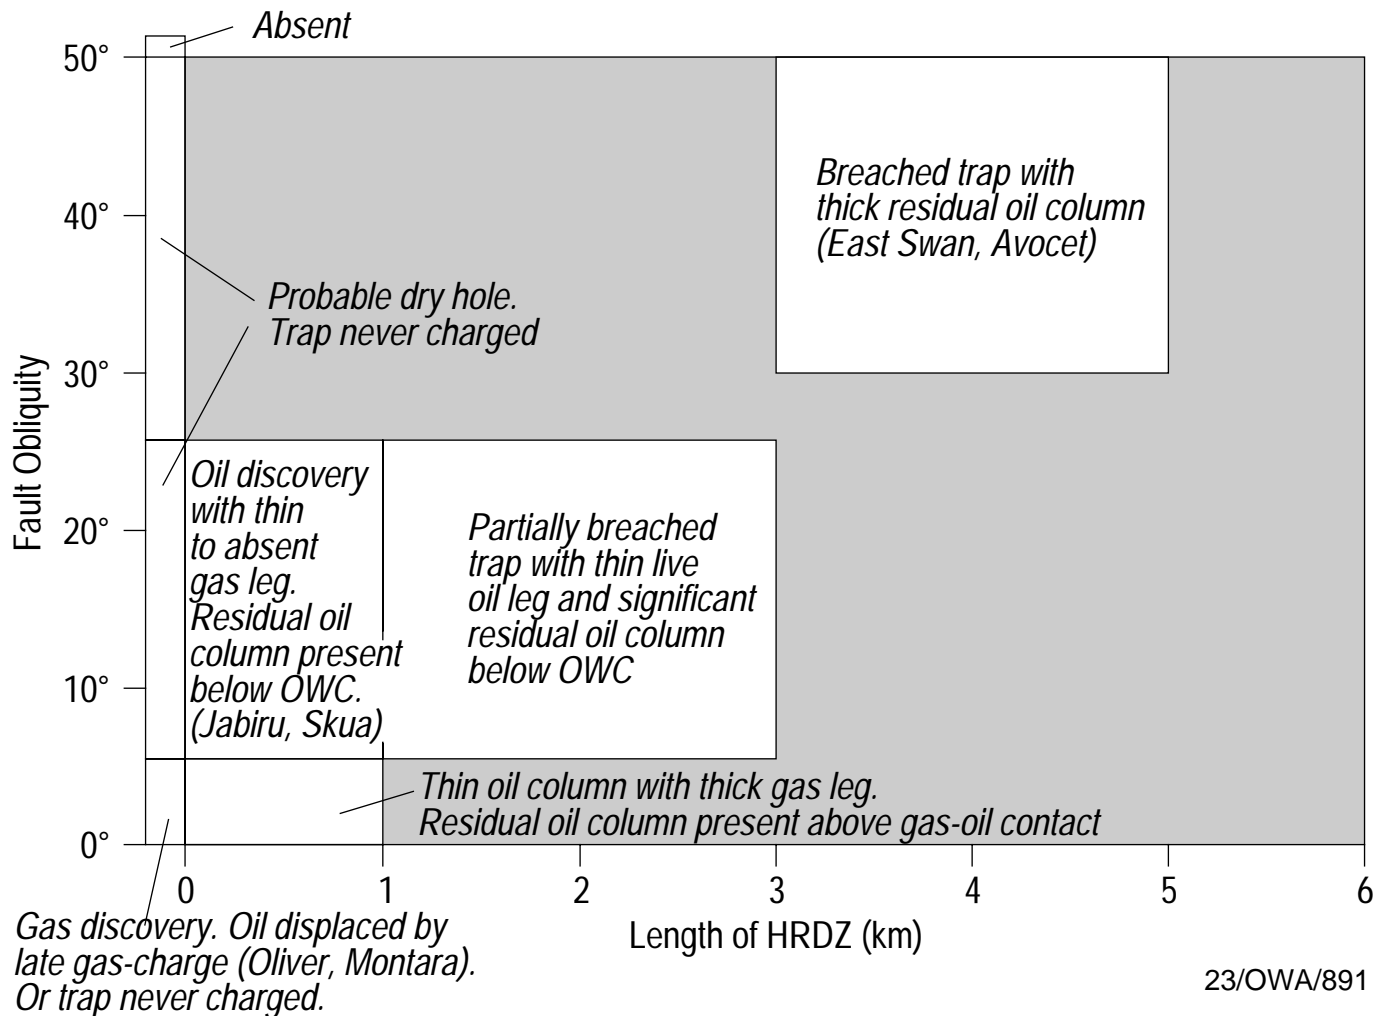 Absent
50°
40°
30°
20°
10°
0°
Fault Obliquity
Breached trap with
thick residual oil column
(East Swan, Avocet)
Probable dry hole.
Trap never charged
Oil discovery
with thin
to absent
gas leg.
Residual oil
column present
below OWC.
(Jabiru, Skua)
Partially breached
trap with thin live
oil leg and significant
residual oil column
below OWC
Thin oil column with thick gas leg.
Residual oil column present above gas-oil contact
0 1 2 3 4 5 6
Length of HRDZ (km)
Gas discovery. Oil displaced by
late gas-charge (Oliver, Montara).
Or trap never charged.
23/OWA/891